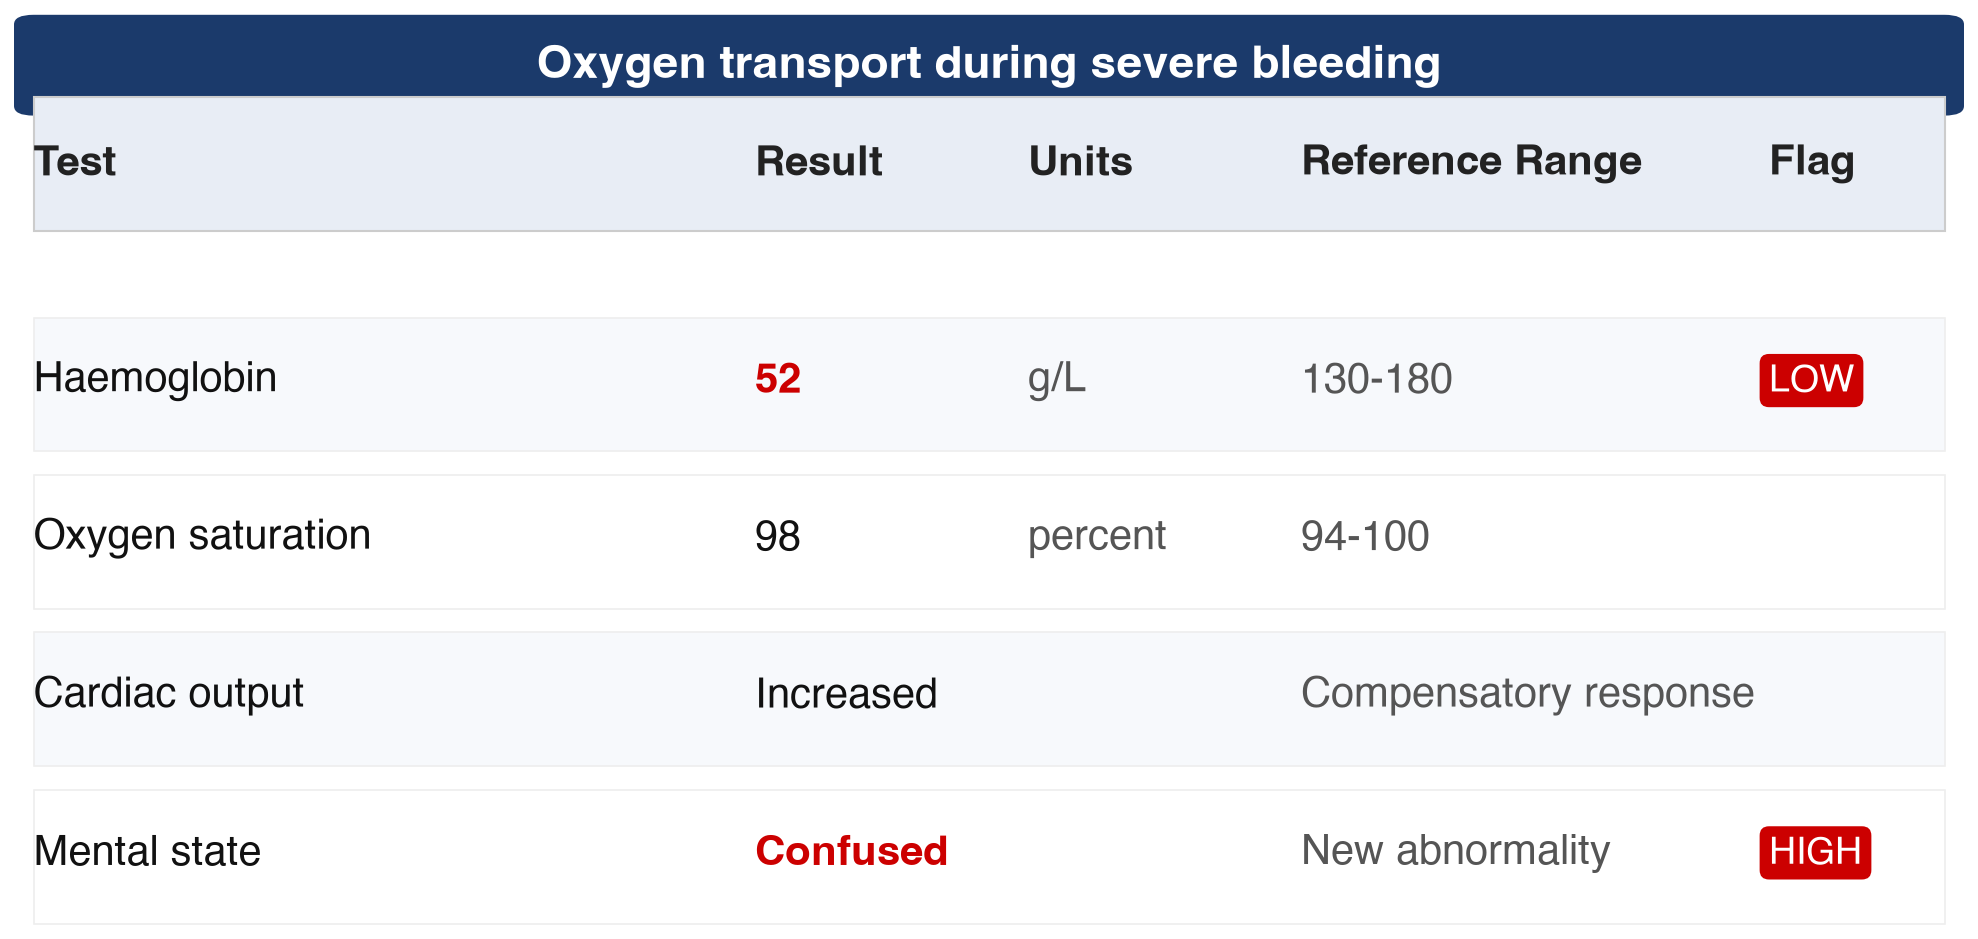 Oxygen transport during severe bleeding
Test Result Units Reference Range Flag
Haemoglobin 52 g/L 130-180 LOW
Oxygen saturation 98 percent 94-100
Cardiac output Increased Compensatory response
Mental state Confused New abnormality HIGH